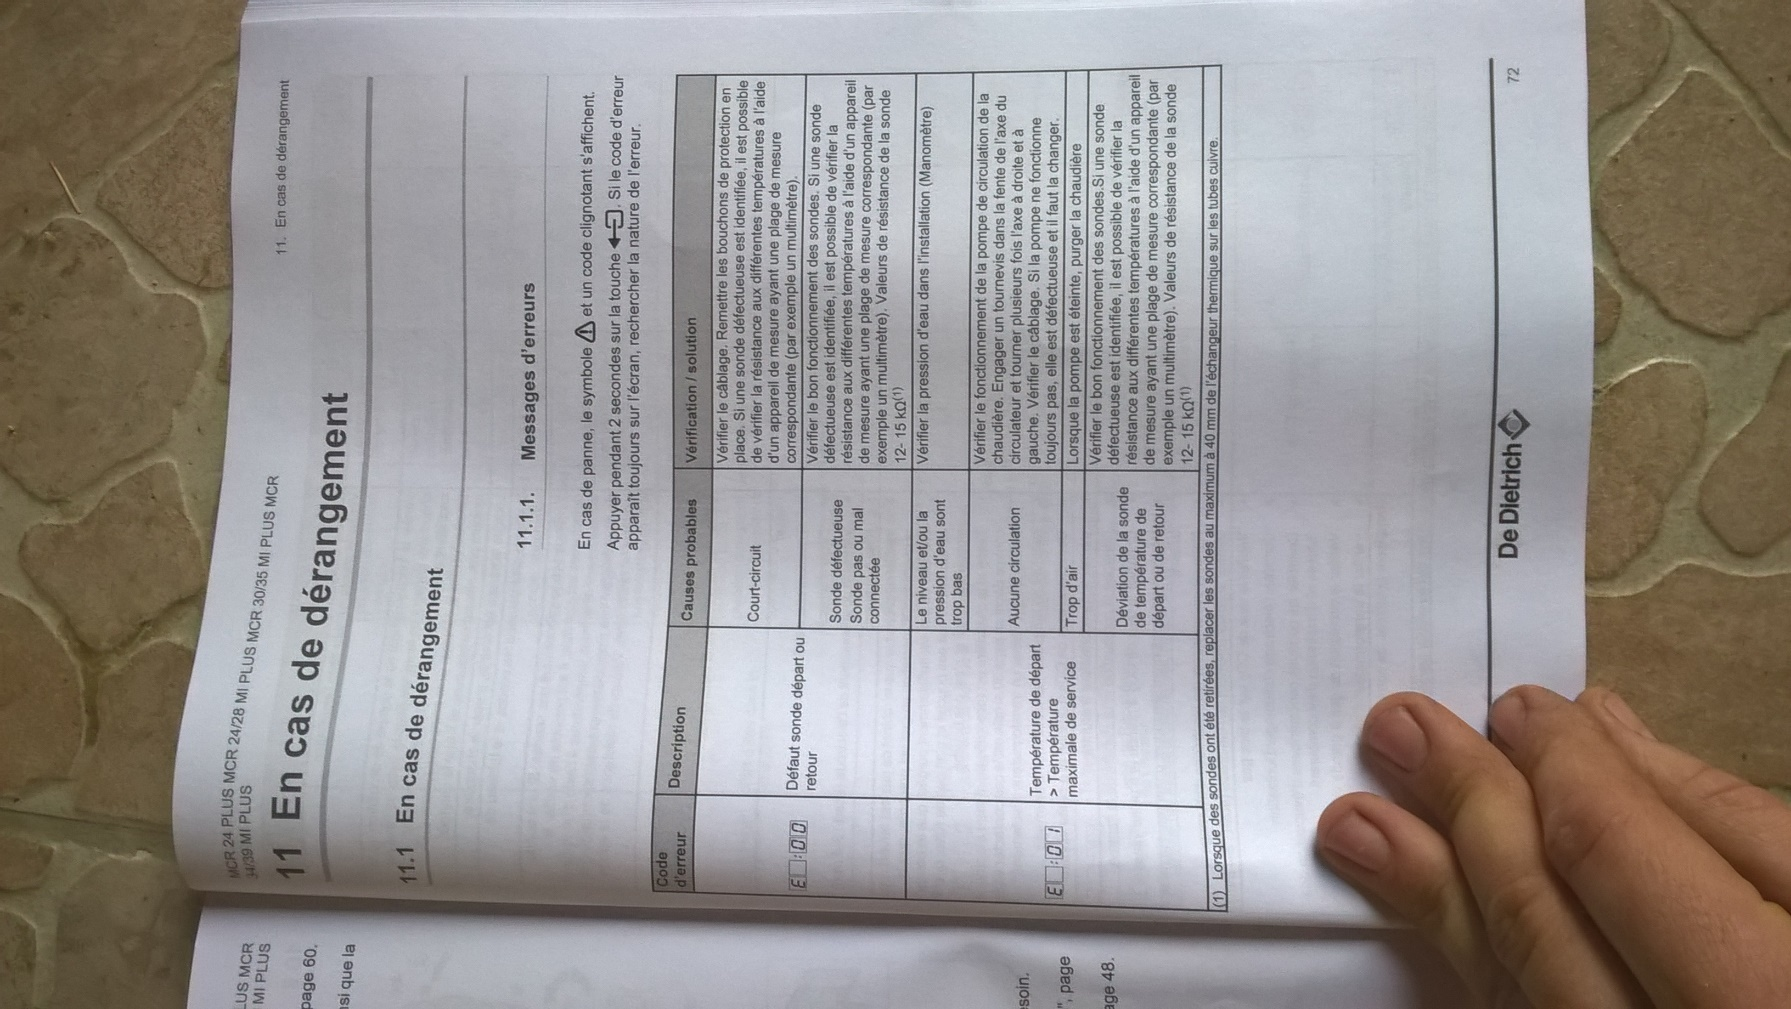 LUS MCR
MI PLUS
page 60.
nsi que la
soin.
", page
age 48.
MCR 24 PLUS MCR 24/28 MI PLUS MCR 30/35 MI PLUS MCR
34/39 MI PLUS
11. En cas de dérangement
11 En cas de dérangement
11.1 En cas de dérangement
11.1.1. Messages d'erreurs
En cas de panne, le symbole ⚠ et un code clignotant s'affichent.
Appuyer pendant 2 secondes sur la touche . Si le code d'erreur
apparaît toujours sur l'écran, rechercher la nature de l'erreur.
Code
d'erreur
Description
Causes probables
Vérification / solution
E :00
Défaut sonde départ ou
retour
Court-circuit
Vérifier le câblage. Remettre les bouchons de protection en
place. Si une sonde défectueuse est identifiée, il est possible
de vérifier la résistance aux différentes températures à l'aide
d'un appareil de mesure ayant une plage de mesure
correspondante (par exemple un multimètre).
Sonde défectueuse
Sonde pas ou mal
connectée
Vérifier le bon fonctionnement des sondes. Si une sonde
défectueuse est identifiée, il est possible de vérifier la
résistance aux différentes températures à l'aide d'un appareil
de mesure ayant une plage de mesure correspondante (par
exemple un multimètre). Valeurs de résistance de la sonde
12- 15 kΩ(1)
E :01
Température de départ
> Température
maximale de service
Le niveau et/ou la
pression d'eau sont
trop bas
Vérifier la pression d'eau dans l'installation (Manomètre)
Aucune circulation
Vérifier le fonctionnement de la pompe de circulation de la
chaudière. Engager un tournevis dans la fente de l'axe du
circulateur et tourner plusieurs fois l'axe à droite et à
gauche. Vérifier le câblage. Si la pompe ne fonctionne
toujours pas, elle est défectueuse et il faut la changer.
Trop d'air
Lorsque la pompe est éteinte, purger la chaudière
Déviation de la sonde
de température de
départ ou de retour
Vérifier le bon fonctionnement des sondes.Si une sonde
défectueuse est identifiée, il est possible de vérifier la
résistance aux différentes températures à l'aide d'un appareil
de mesure ayant une plage de mesure correspondante (par
exemple un multimètre). Valeurs de résistance de la sonde
12- 15 kΩ(1)
(1) Lorsque des sondes ont été retirées, replacer les sondes au maximum à 40 mm de l'échangeur thermique sur les tubes cuivre.
De Dietrich
72